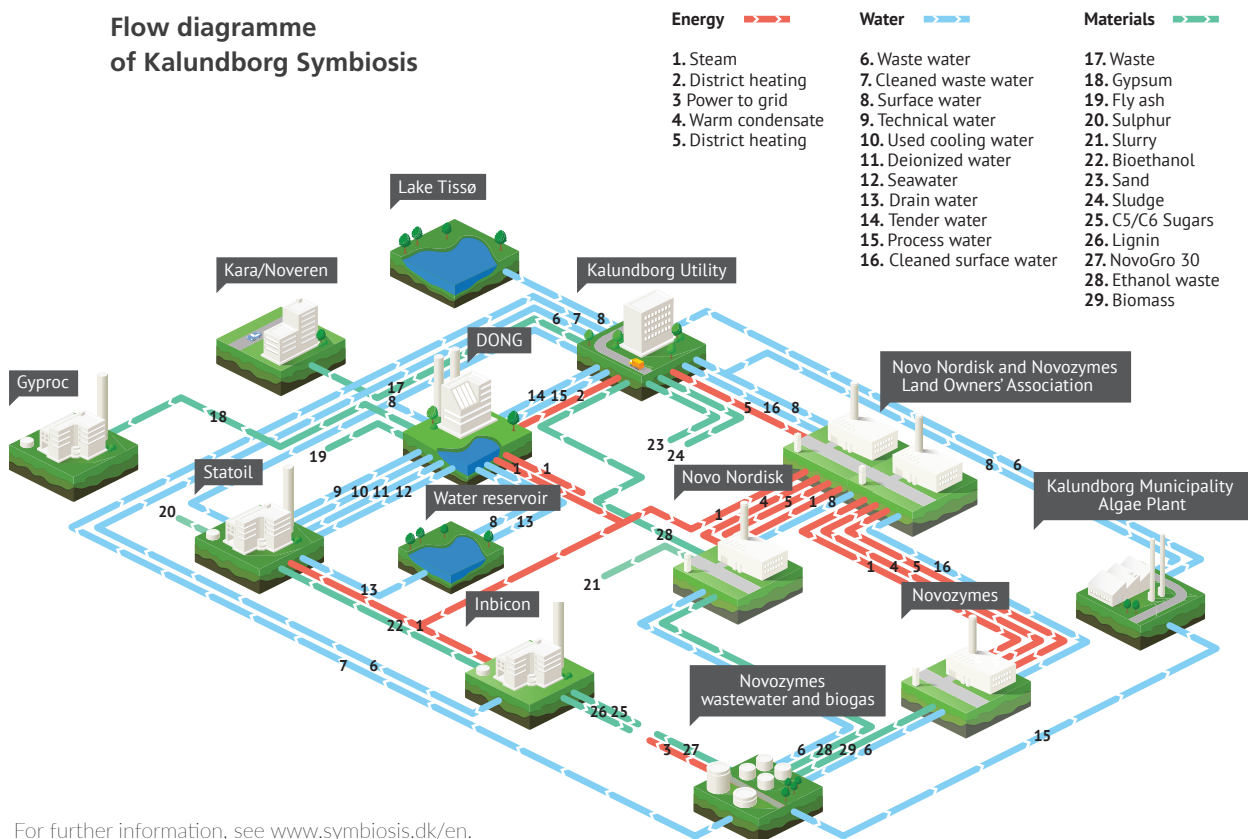 Flow diagramme
of Kalundborg Symbiosis
Energy
1. Steam
2. District heating
3 Power to grid
4. Warm condensate
5. District heating
Water
6. Waste water
7. Cleaned waste water
8. Surface water
9. Technical water
10. Used cooling water
11. Deionized water
12. Seawater
13. Drain water
14. Tender water
15. Process water
16. Cleaned surface water
Materials
17. Waste
18. Gypsum
19. Fly ash
20. Sulphur
21. Slurry
22. Bioethanol
23. Sand
24. Sludge
25. C5/C6 Sugars
26. Lignin
27. NovoGro 30
28. Ethanol waste
29. Biomass
Lake Tissø
Kara/Noveren
Kalundborg Utility
6 7 8
DONG
Novo Nordisk and Novozymes
Land Owners' Association
Gyproc
17
8
14 15 2
5 16 8
18
23
24
19
8 6
Statoil
1 1
Novo Nordisk
Kalundborg Municipality
Algae Plant
9 10 11 12
Water reservoir
20
8 13
1 4 5 1 8
28
21
1 4 5 16
13
Inbicon
Novozymes
22 1
7 6
Novozymes
wastewater and biogas
26 25
3 27
6 28 29 6
15
For further information, see www.symbiosis.dk/en.